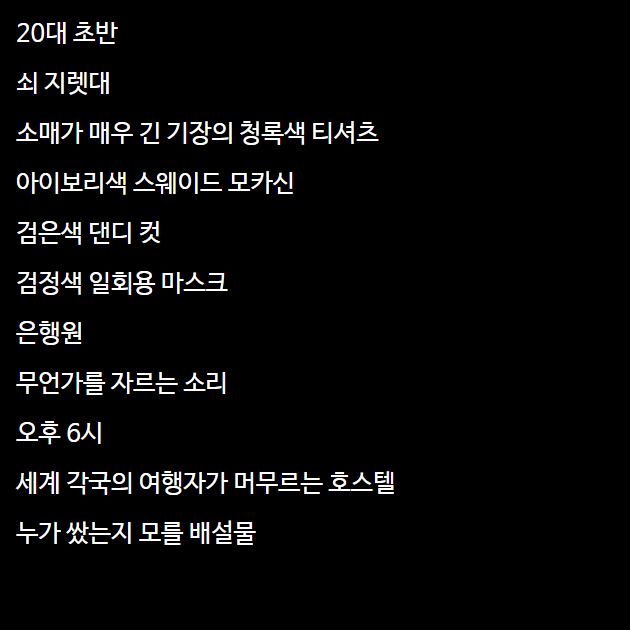 20대 초반
쇠 지렛대
소매가 매우 긴 기장의 청록색 티셔츠
아이보리색 스웨이드 모카신
검은색 댄디 컷
검정색 일회용 마스크
은행원
무언가를 자르는 소리
오후 6시
세계 각국의 여행자가 머무르는 호스텔
누가 쌌는지 모를 배설물